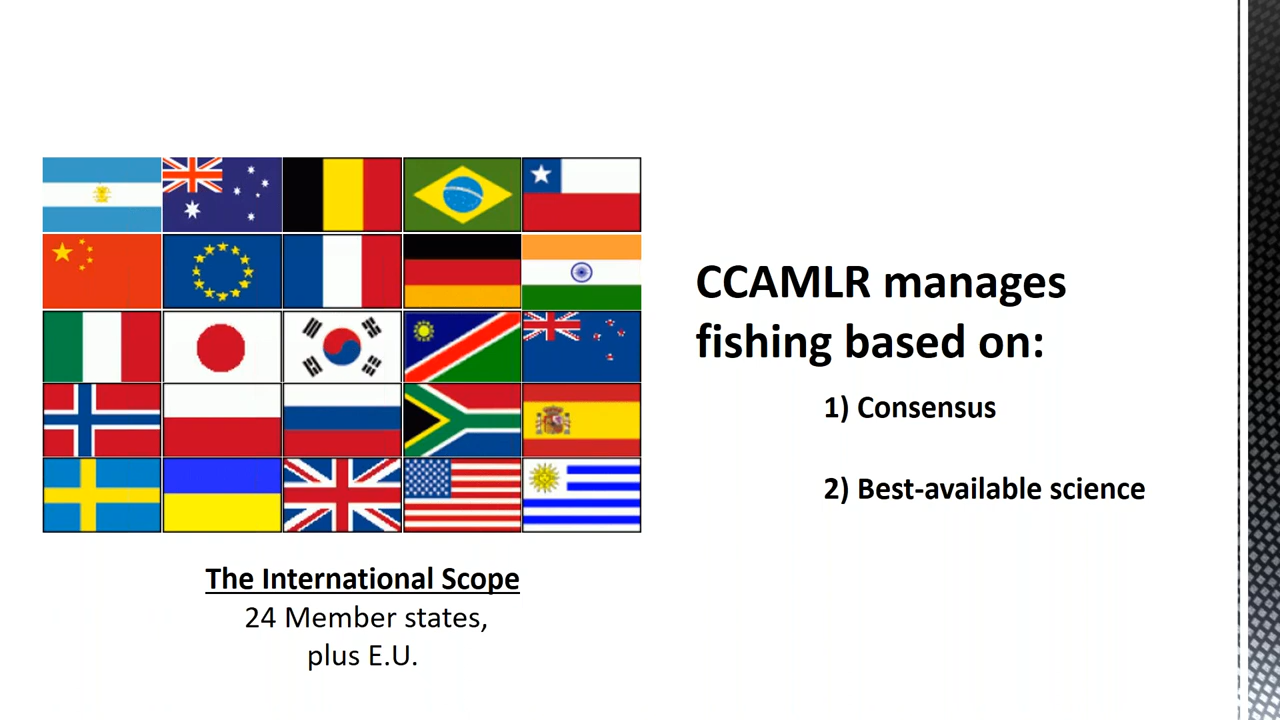 CCAMLR manages
fishing based on:
1) Consensus
2) Best-available science
The International Scope
24 Member states,
plus E.U.